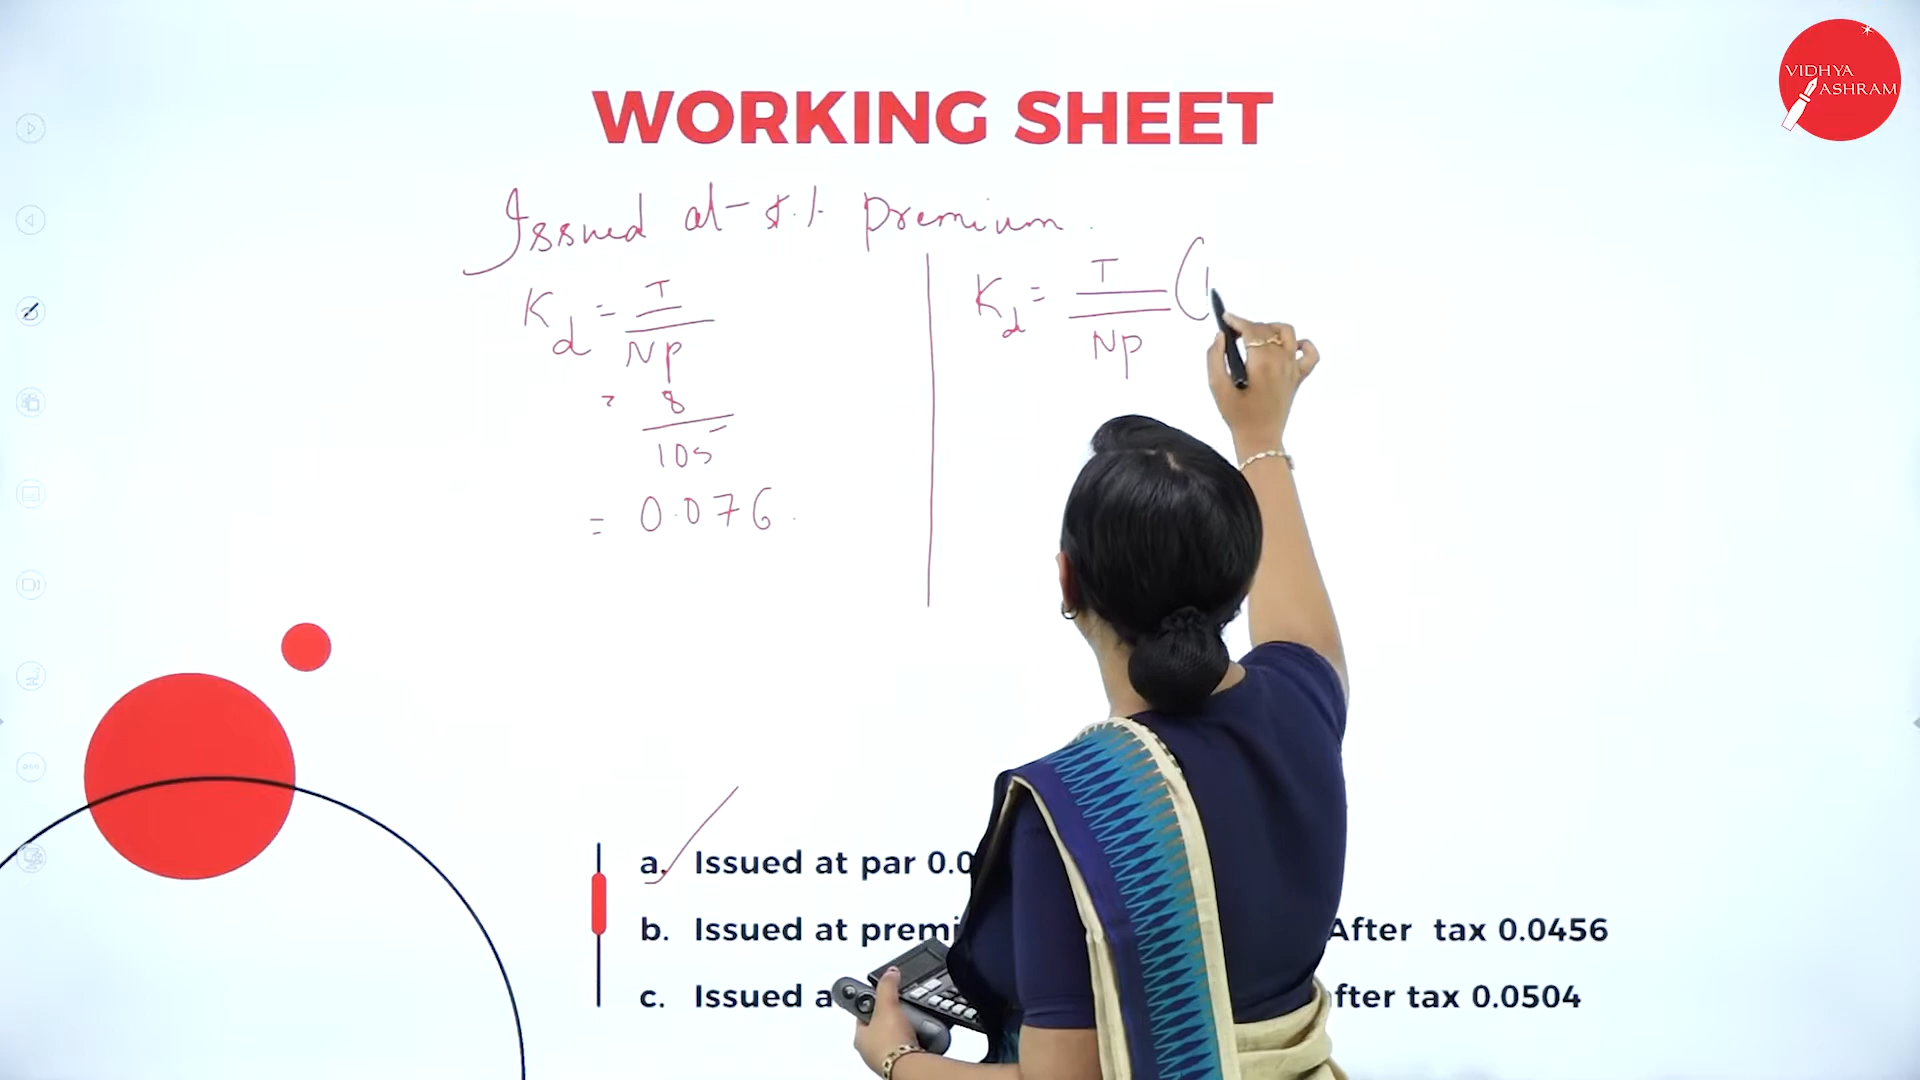 VIDHYA
ASHRAM
WORKING SHEET
Issued at 5% premium.
Kd = I
NP
= 8
105
= 0.076.
Kd = I (1
NP
a. Issued at par 0.0
b. Issued at premi After tax 0.0456
c. Issued a fter tax 0.0504